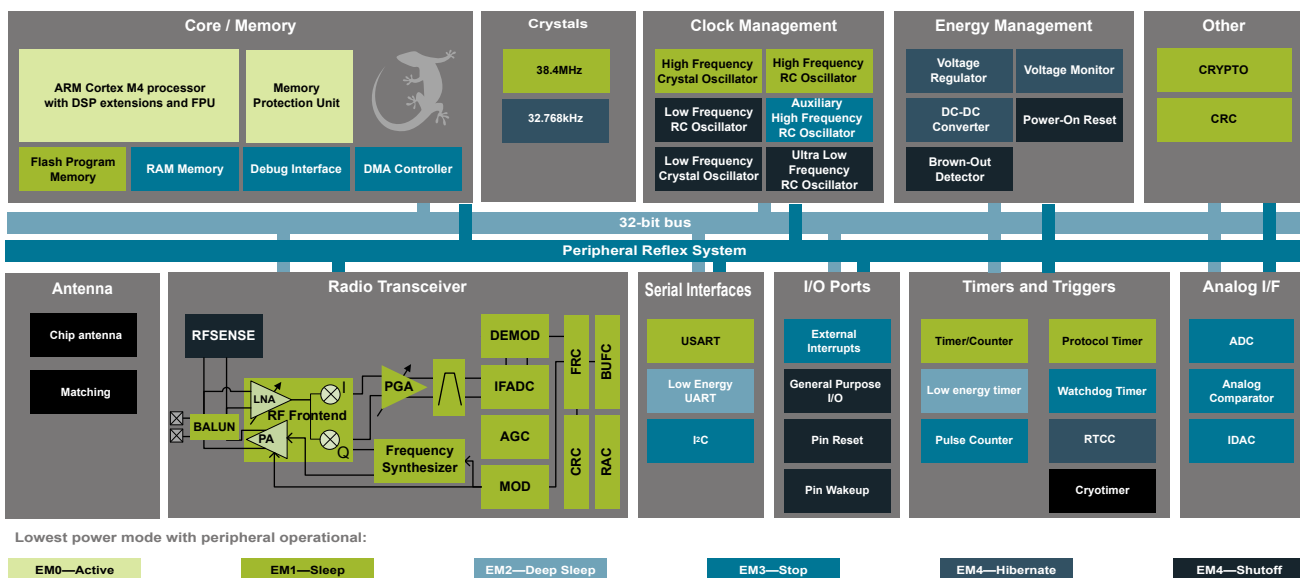 Core / Memory
ARM Cortex M4 processor
with DSP extensions and FPU
Memory
Protection Unit
Flash Program
Memory
RAM Memory
Debug Interface
DMA Controller
Crystals
38.4MHz
32.768kHz
Clock Management
High Frequency
Crystal Oscillator
High Frequency
RC Oscillator
Low Frequency
RC Oscillator
Auxiliary
High Frequency
RC Oscillator
Low Frequency
Crystal Oscillator
Ultra Low
Frequency
RC Oscillator
Energy Management
Voltage
Regulator
Voltage Monitor
DC-DC
Converter
Power-On Reset
Brown-Out
Detector
Other
CRYPTO
CRC
32-bit bus
Peripheral Reflex System
Antenna
Chip antenna
Matching
Radio Transceiver
RFSENSE
LNA
I
RF Frontend
BALUN
PA
Q
PGA
Frequency
Synthesizer
DEMOD
IFADC
AGC
MOD
FRC
BUFC
CRC
RAC
Serial Interfaces
USART
Low Energy
UART
I²C
I/O Ports
External
Interrupts
General Purpose
I/O
Pin Reset
Pin Wakeup
Timers and Triggers
Timer/Counter
Protocol Timer
Low energy timer
Watchdog Timer
Pulse Counter
RTCC
Cryotimer
Analog I/F
ADC
Analog
Comparator
IDAC
Lowest power mode with peripheral operational:
EM0—Active
EM1—Sleep
EM2—Deep Sleep
EM3—Stop
EM4—Hibernate
EM4—Shutoff